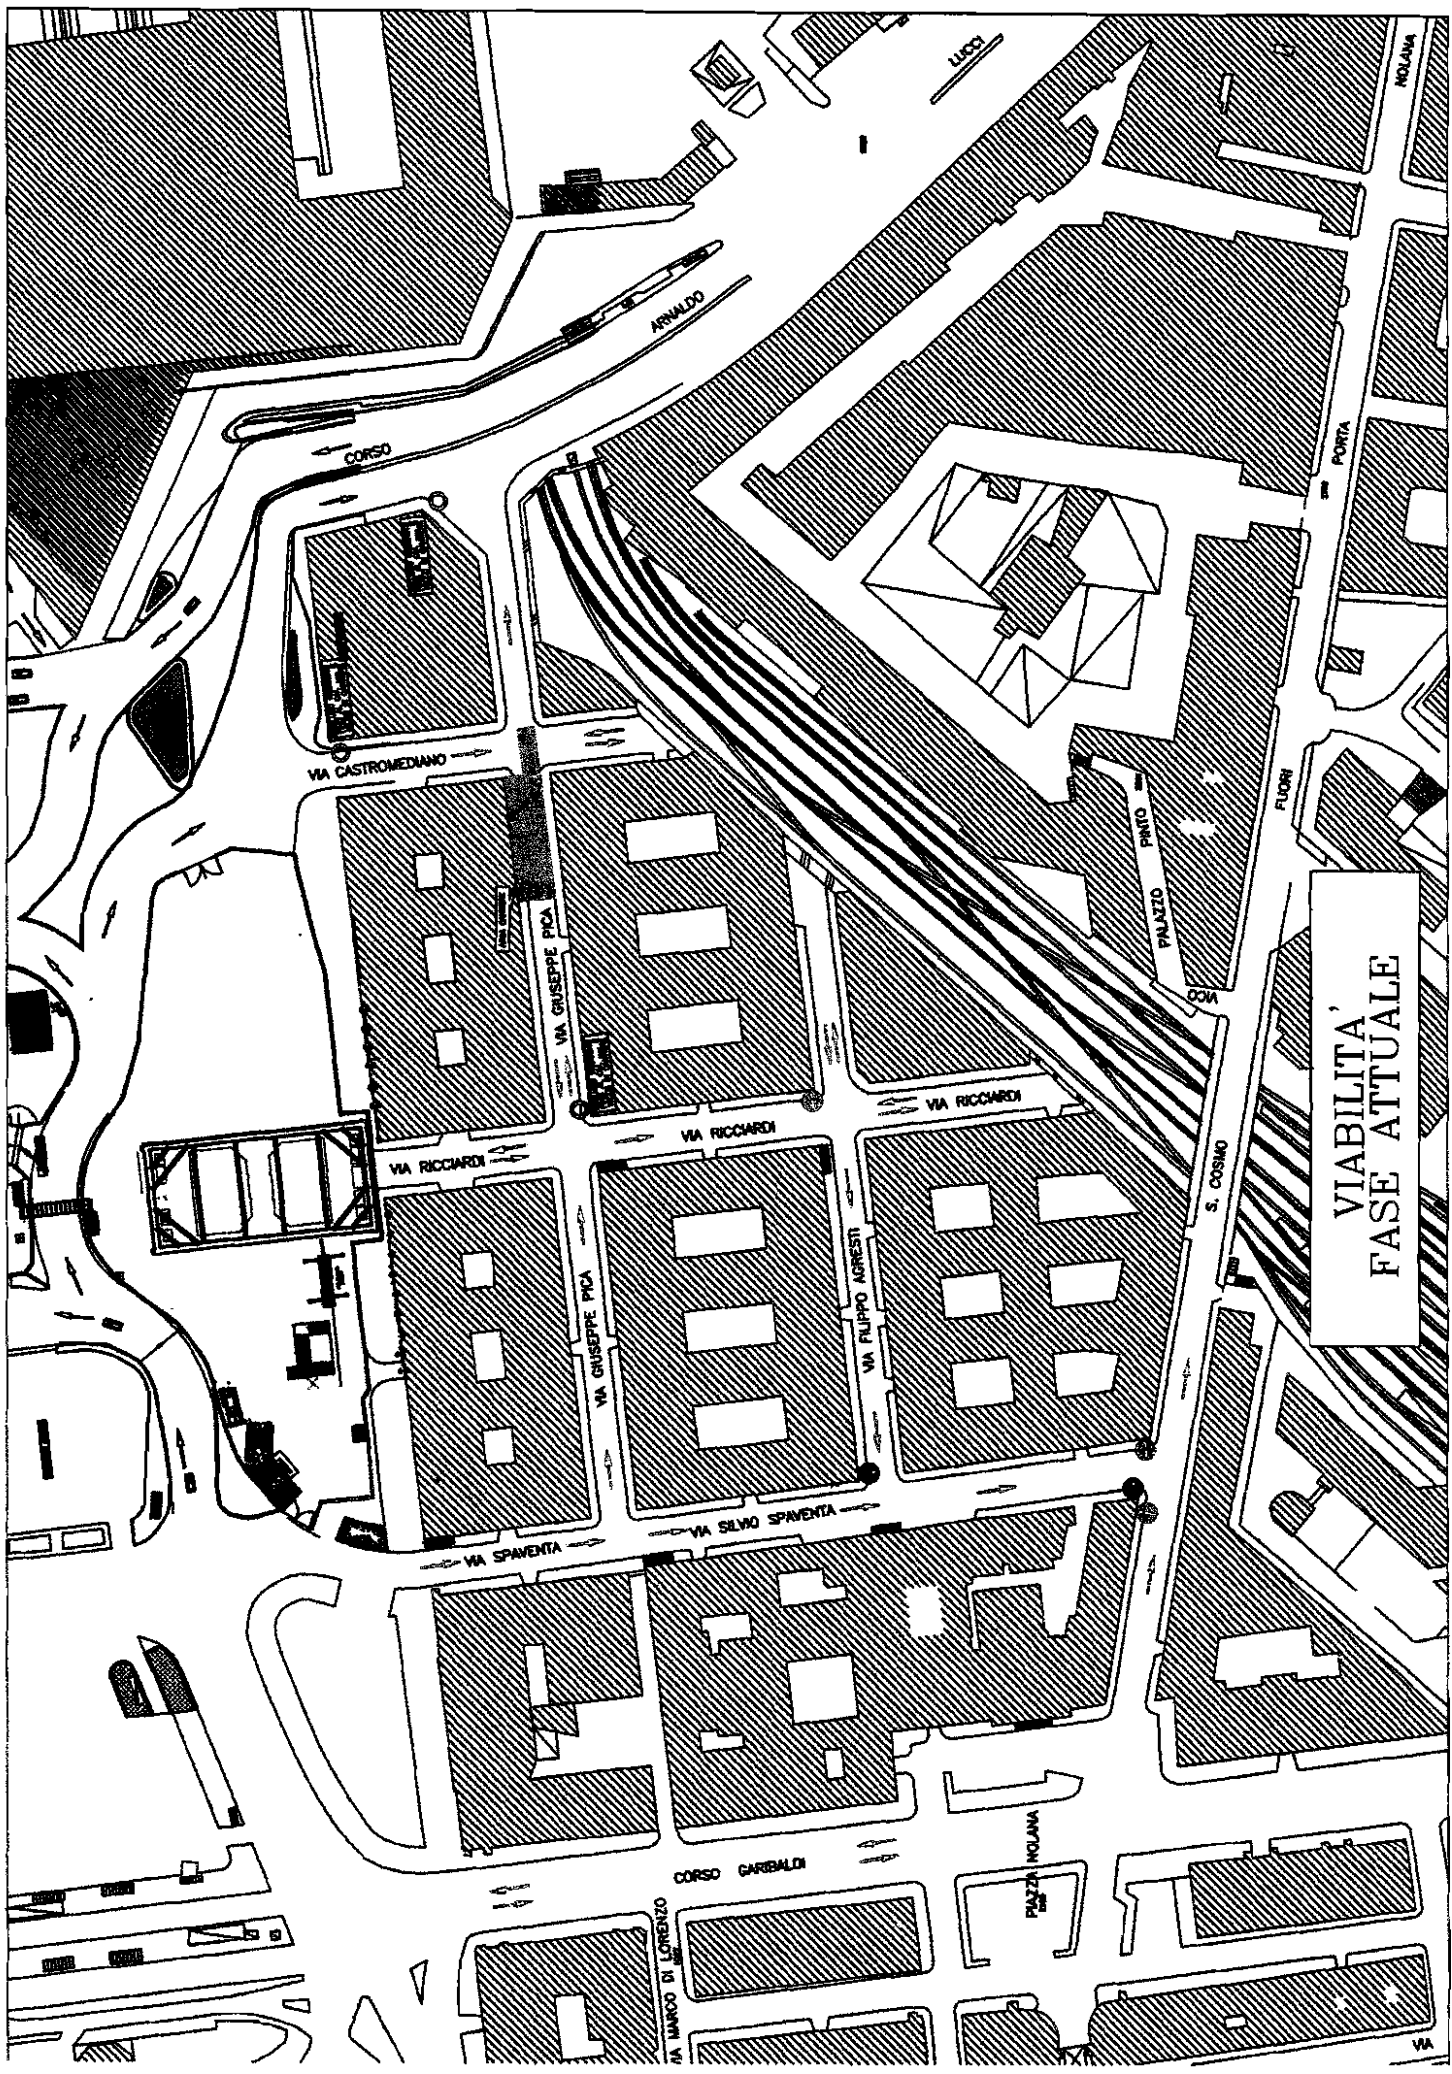 LUCCI
NOLANA
ARNALDO
CORSO
PORTA
VIA CASTROMEDIANO
FUORI
PALAZZO PINTO
VICO
VIA GIUSEPPE PICA
VIABILITA'
FASE ATTUALE
VIA RICCIARDI
VIA RICCIARDI
VIA RICCIARDI
S. COSMO
VIA GIUSEPPE PICA
VIA FILIPPO AGRESTI
VIA SPAVENTA
VIA SILVIO SPAVENTA
CORSO GARIBALDI
PIAZZA NOLANA
VIA MARCO DI LORENZO
VIA